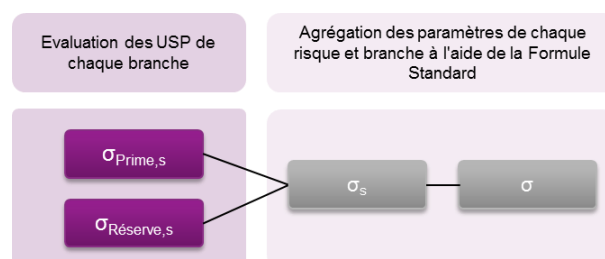 Evaluation des USP de
chaque branche
Agrégation des paramètres de chaque
risque et branche à l'aide de la Formule
Standard
σPrime,s
σRéserve,s
σs
σ